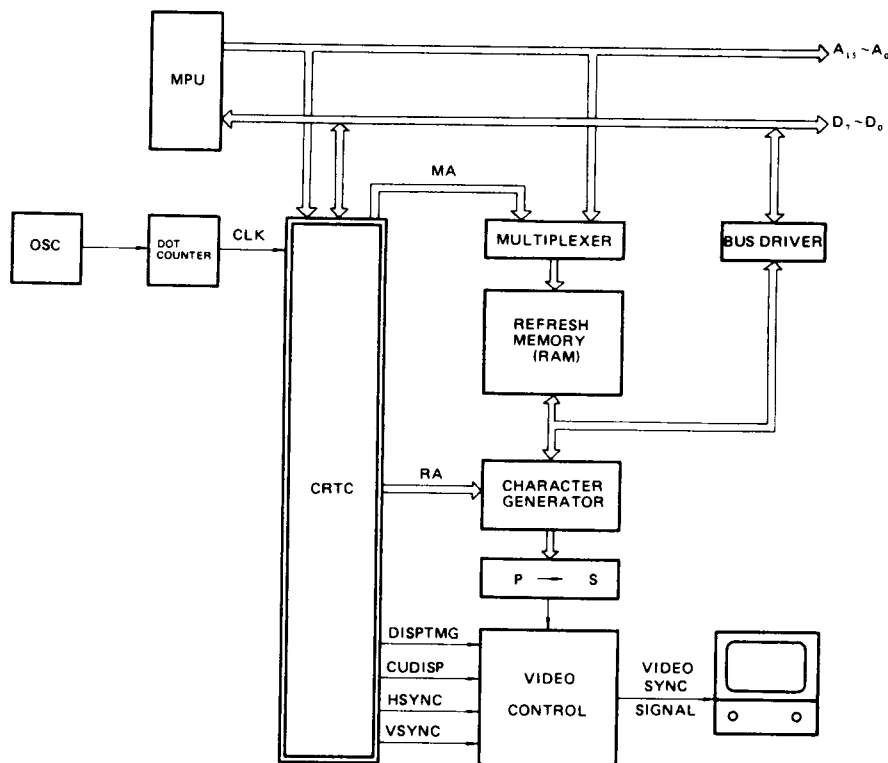 MPU
A₁₅ ~ A₀
D₇ ~ D₀
MA
OSC
DOT
COUNTER
CLK
MULTIPLEXER
BUS DRIVER
REFRESH
MEMORY
(RAM)
CRTC
RA
CHARACTER
GENERATOR
P → S
DISPTMG
CUDISP
HSYNC
VSYNC
VIDEO
CONTROL
VIDEO
SYNC
SIGNAL